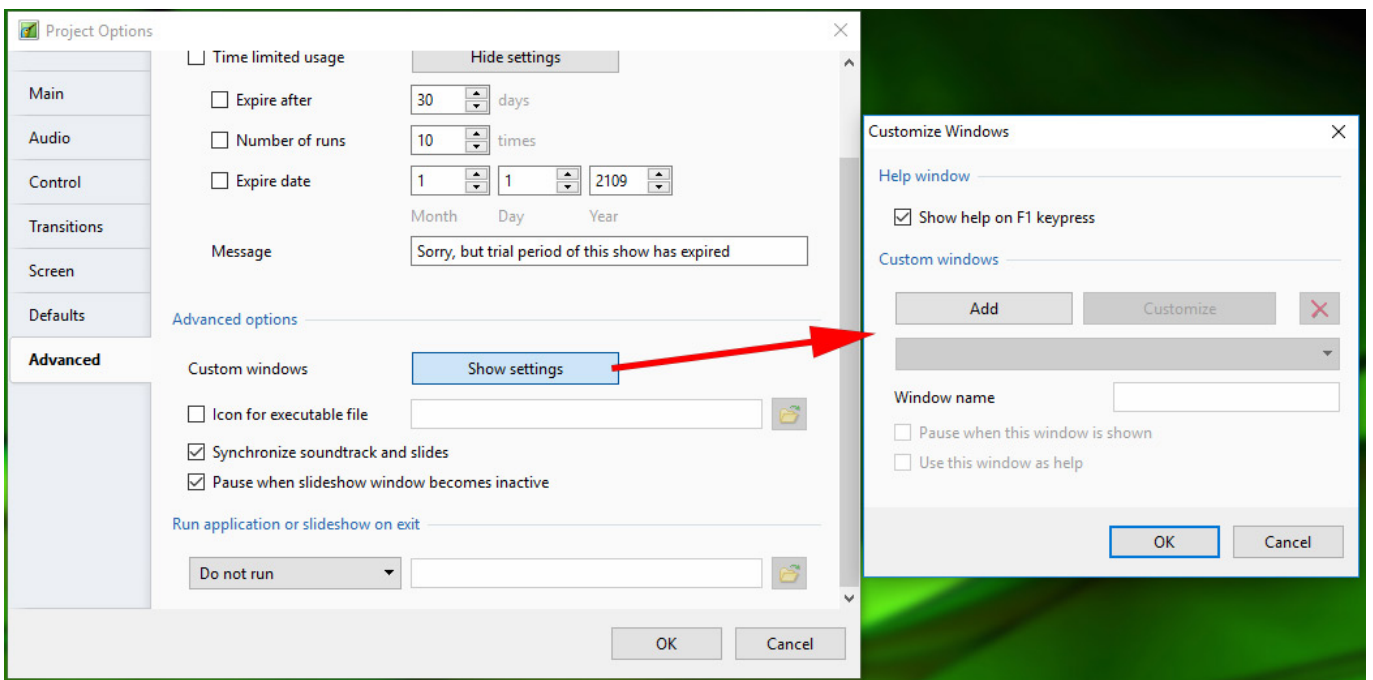 Project Options
Time limited usage Hide settings
Main
Expire after 30 days
Audio
Number of runs 10 times
Control
Expire date 1 1 2109
Month Day Year
Transitions
Message Sorry, but trial period of this show has expired
Screen
Defaults
Advanced options
Advanced
Custom windows Show settings
Icon for executable file
Synchronize soundtrack and slides
Pause when slideshow window becomes inactive
Run application or slideshow on exit
Do not run
OK Cancel
Customize Windows
Help window
Show help on F1 keypress
Custom windows
Add Customize
Window name
Pause when this window is shown
Use this window as help
OK Cancel